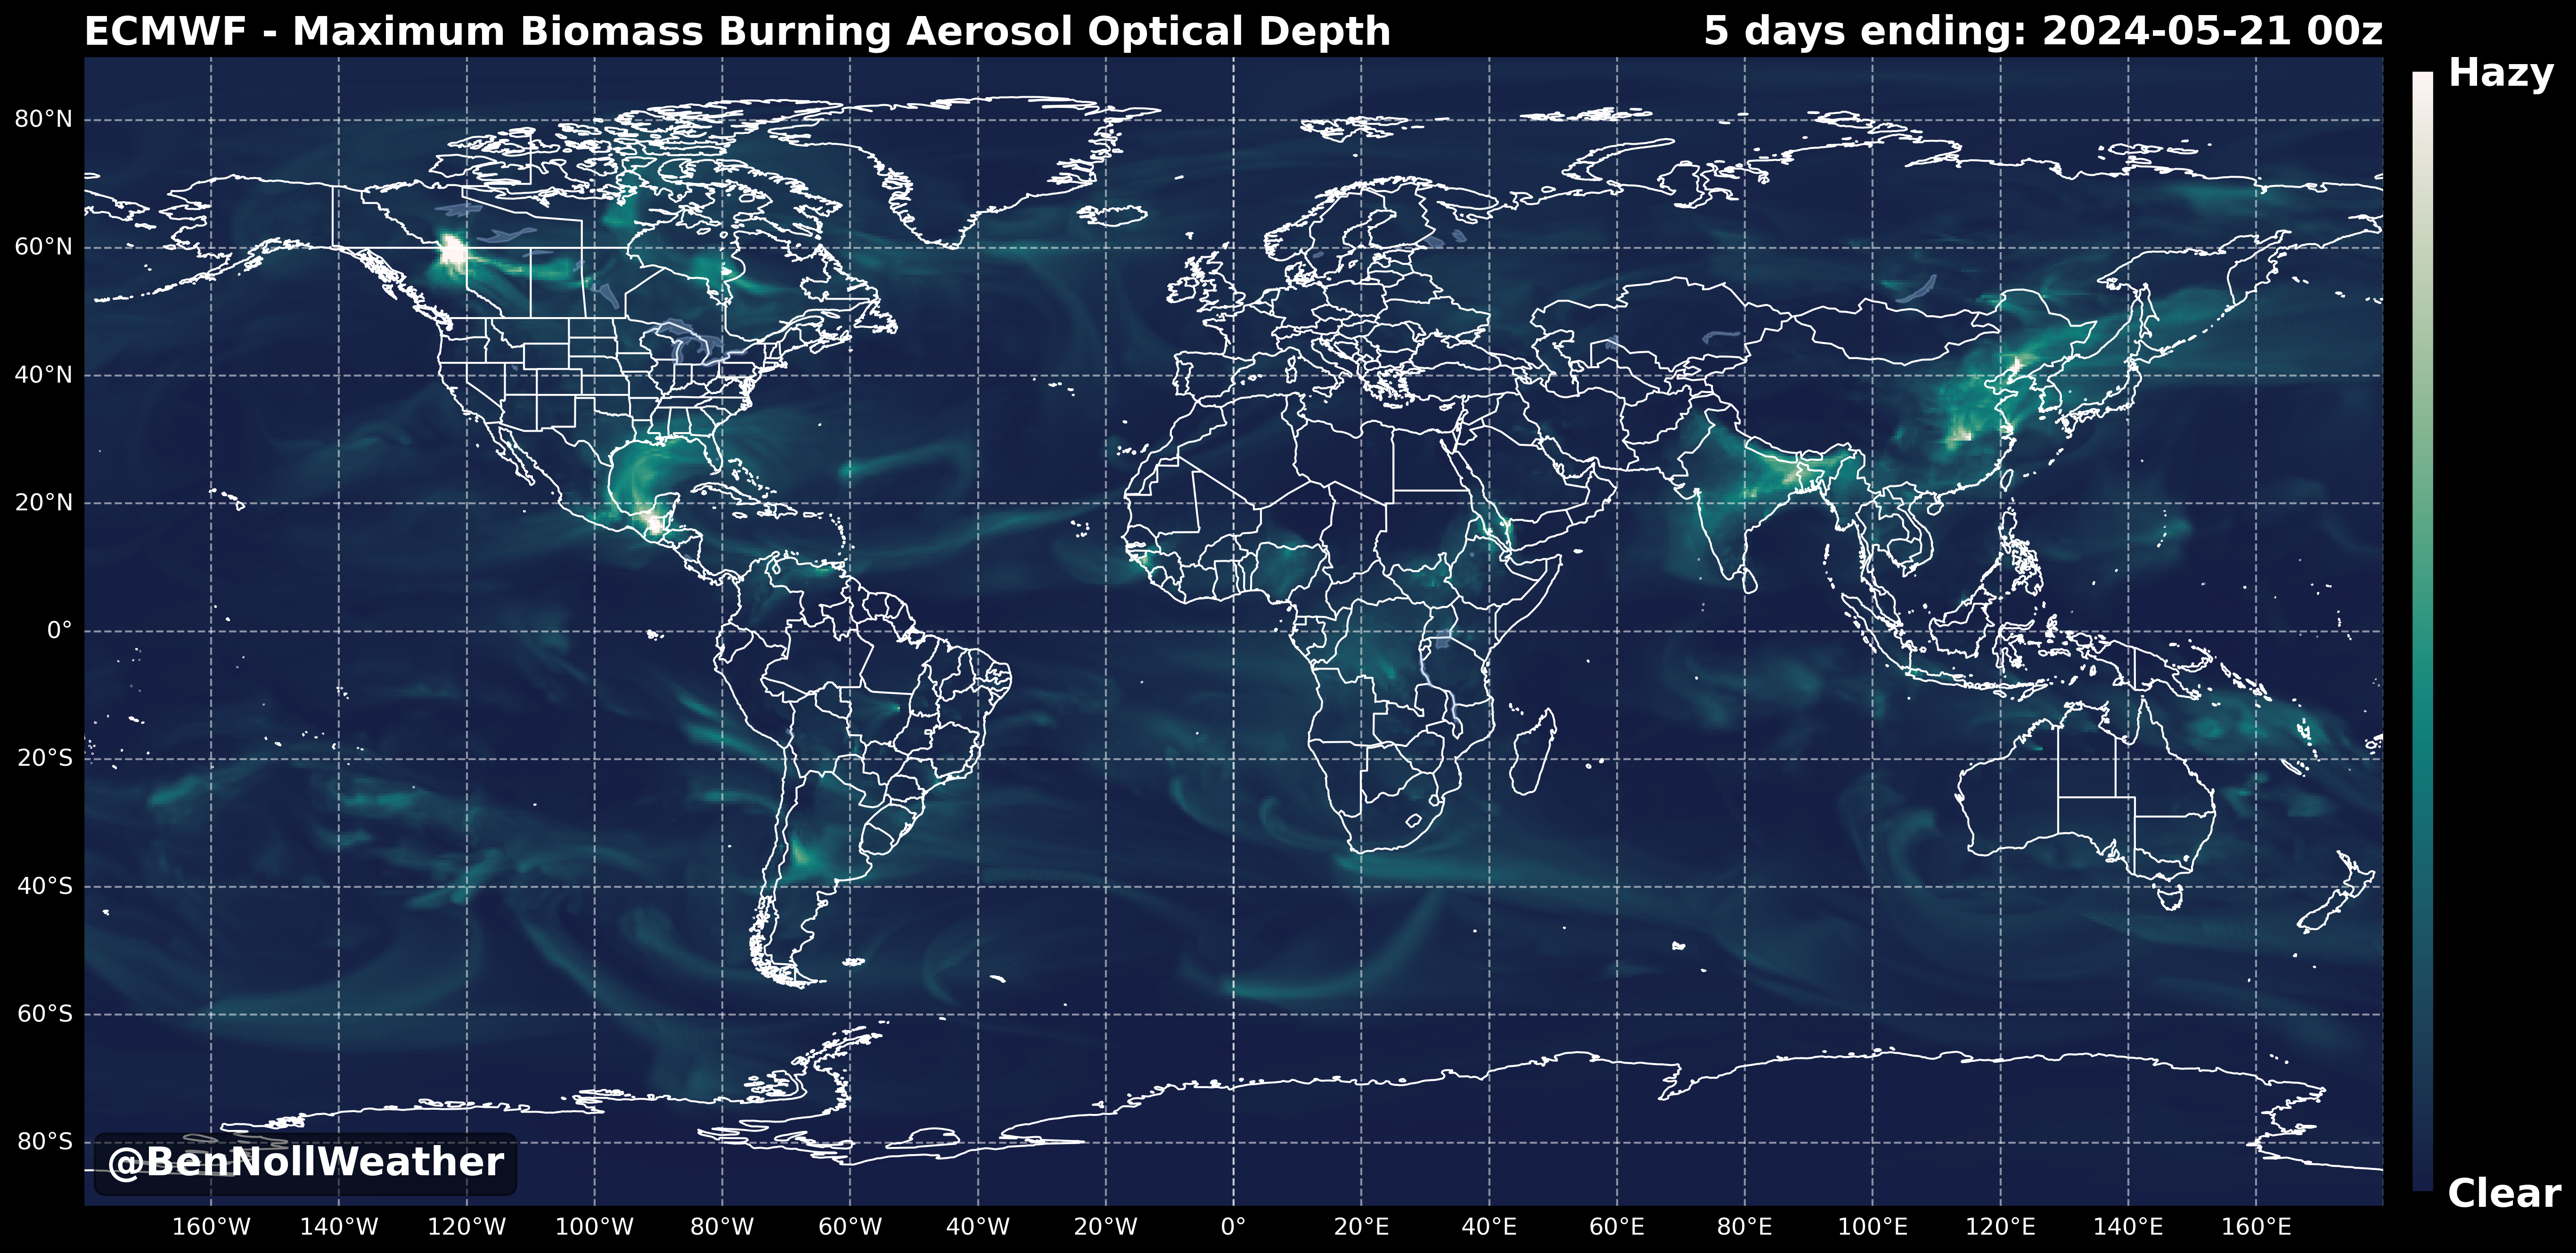 ECMWF - Maximum Biomass Burning Aerosol Optical Depth
5 days ending: 2024-05-21 00z
Hazy
80°N
60°N
40°N
20°N
0°
20°S
40°S
60°S
80°S
@BenNollWeather
Clear
160°W
140°W
120°W
100°W
80°W
60°W
40°W
20°W
0°
20°E
40°E
60°E
80°E
100°E
120°E
140°E
160°E